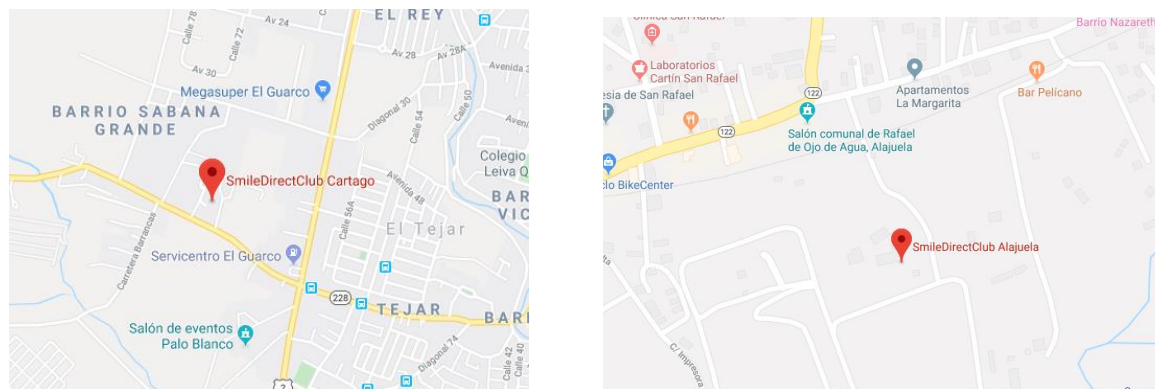 EL REY
Calle 78
Calle 72
Av 24
Av 28
Av 28A
Avenida 3
Av 30
Megasuper El Guarco
Calle 50
BARRIO SABANA
GRANDE
Diagonal 30
Calle 54
Aveni
Colegio
Leiva Q
SmileDirectClub Cartago
Avenida 48
BAR
VIC
Calle 56A
El Tejar
Carretera Barrancas
Servicentro El Guarco
228
TEJAR
BARI
Salón de eventos
Palo Blanco
Diagonal 74
Calle 42
Calle 40
2
Clínica San Rafael
Barrio Nazareth
Laboratorios
Cartín San Rafael
esia de San Rafael
122
Apartamentos
La Margarita
Bar Pelícano
122
Salón comunal de Rafael
de Ojo de Agua, Alajuela
clo BikeCenter
SmileDirectClub Alajuela
C/ Impresora